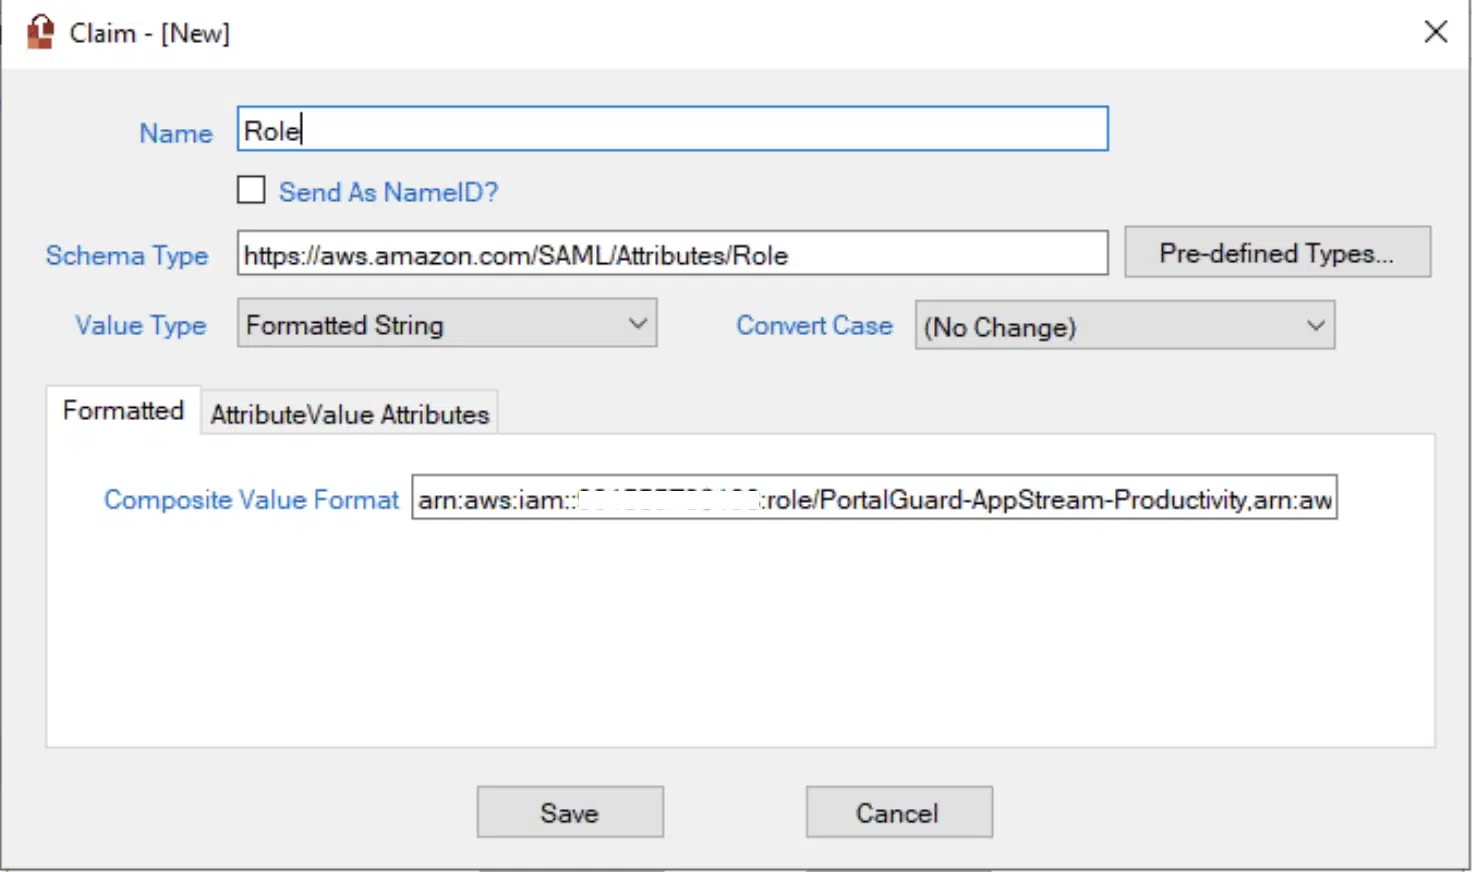 Claim - [New]
Name Role
Send As NameID?
Schema Type https://aws.amazon.com/SAML/Attributes/Role Pre-defined Types...
Value Type Formatted String Convert Case (No Change)
Formatted AttributeValue Attributes
Composite Value Format arn:aws:iam:: :role/PortalGuard-AppStream-Productivity,arn:aw
Save Cancel